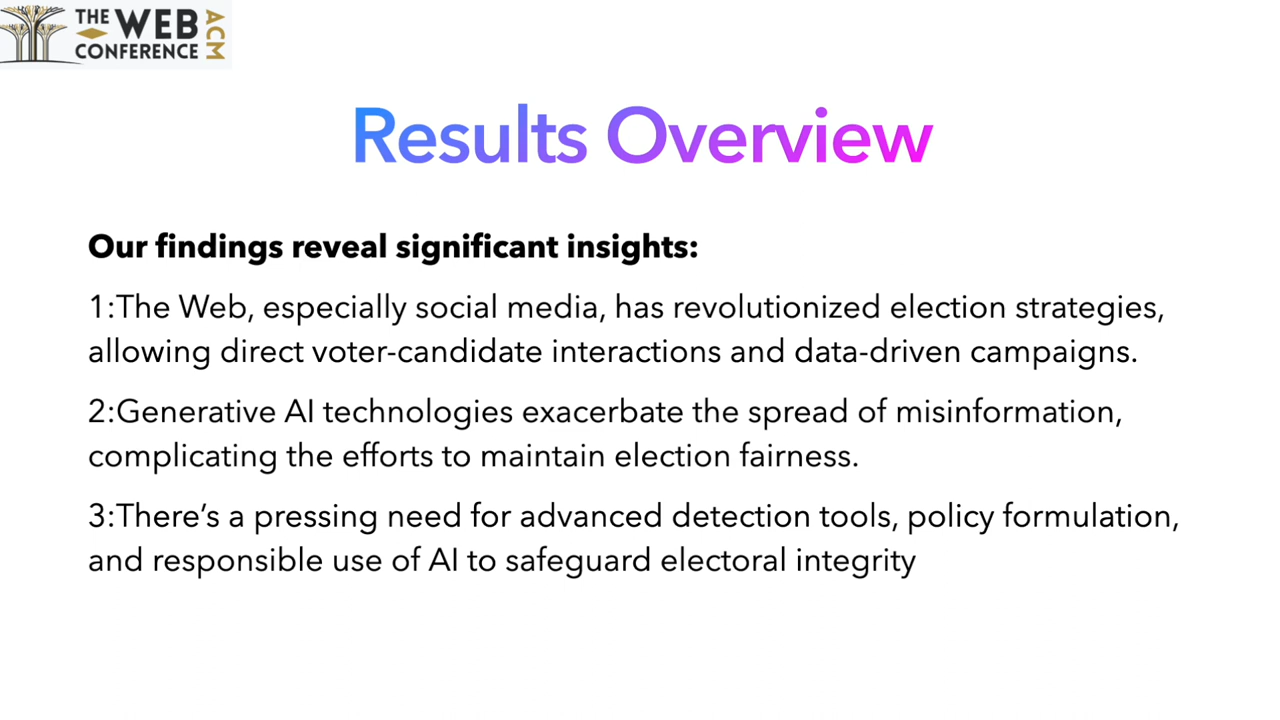 THE WEB
CONFERENCE
ACM
Results Overview
Our findings reveal significant insights:
1:The Web, especially social media, has revolutionized election strategies,
allowing direct voter-candidate interactions and data-driven campaigns.
2:Generative AI technologies exacerbate the spread of misinformation,
complicating the efforts to maintain election fairness.
3:There’s a pressing need for advanced detection tools, policy formulation,
and responsible use of AI to safeguard electoral integrity